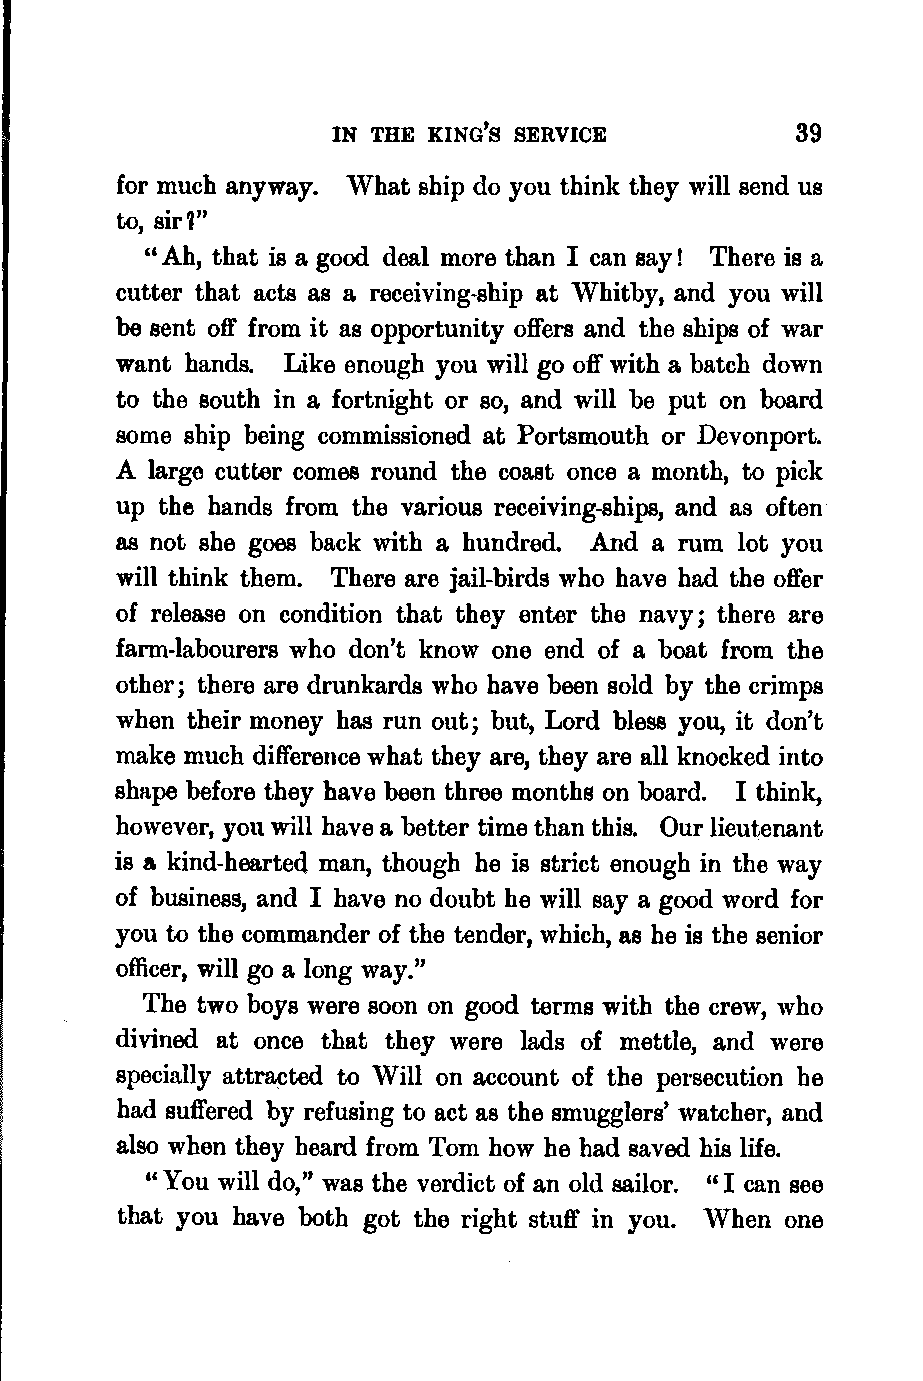 IN THE KING'S SERVICE 39
for much anyway. What ship do you think they will send us
to, sir?"
"Ah, that is a good deal more than I can say! There is a
cutter that acts as a receiving-ship at Whitby, and you will
be sent off from it as opportunity offers and the ships of war
want hands. Like enough you will go off with a batch down
to the south in a fortnight or so, and will be put on board
some ship being commissioned at Portsmouth or Devonport.
A large cutter comes round the coast once a month, to pick
up the hands from the various receiving-ships, and as often
as not she goes back with a hundred. And a rum lot you
will think them. There are jail-birds who have had the offer
of release on condition that they enter the navy; there are
farm-labourers who don't know one end of a boat from the
other; there are drunkards who have been sold by the crimps
when their money has run out; but, Lord bless you, it don't
make much difference what they are, they are all knocked into
shape before they have been three months on board. I think,
however, you will have a better time than this. Our lieutenant
is a kind-hearted man, though he is strict enough in the way
of business, and I have no doubt he will say a good word for
you to the commander of the tender, which, as he is the senior
officer, will go a long way."
The two boys were soon on good terms with the crew, who
divined at once that they were lads of mettle, and were
specially attracted to Will on account of the persecution he
had suffered by refusing to act as the smugglers' watcher, and
also when they heard from Tom how he had saved his life.
"You will do," was the verdict of an old sailor. "I can see
that you have both got the right stuff in you. When one